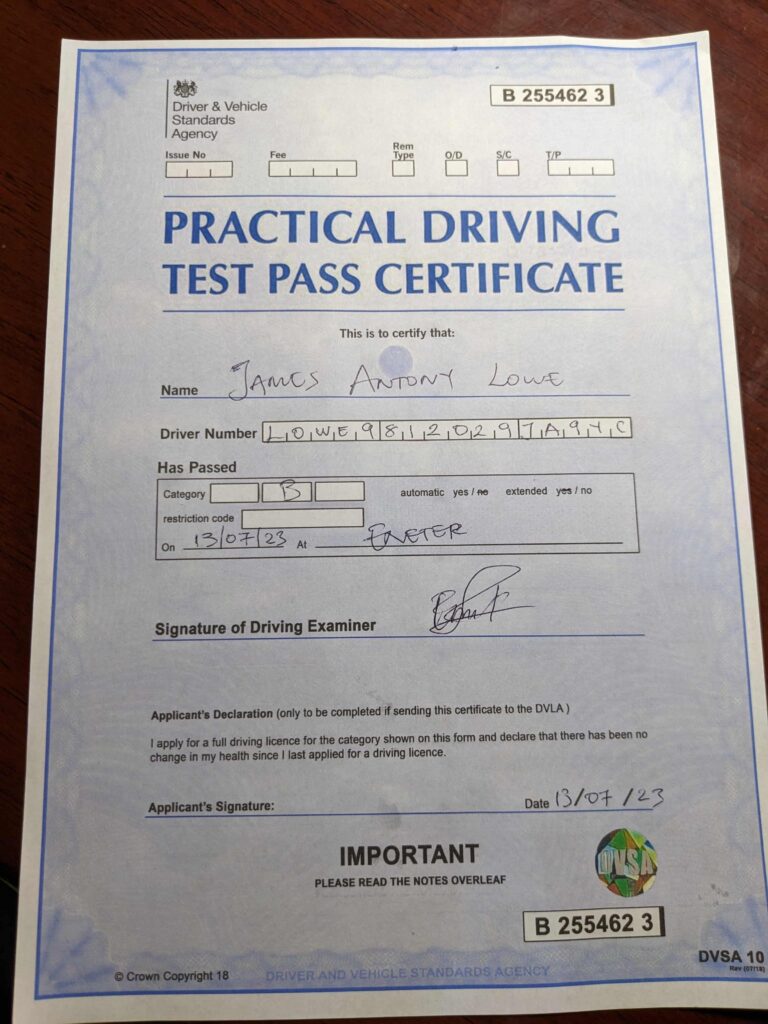 B 255462 3
Driver & Vehicle
Standards
Agency
Issue No Fee Rem Type O/D S/C T/P
PRACTICAL DRIVING
TEST PASS CERTIFICATE
This is to certify that:
Name JAMES ANTONY LOWE
Driver Number LOWE9812029JA9YC
Has Passed
Category B automatic yes / no extended yes / no
restriction code
On 13/07/23 At EXETER
Signature of Driving Examiner
Applicant's Declaration (only to be completed if sending this certificate to the DVLA )
I apply for a full driving licence for the category shown on this form and declare that there has been no
change in my health since I last applied for a driving licence.
Applicant's Signature: Date 13/07/23
IMPORTANT
PLEASE READ THE NOTES OVERLEAF
DVSA
B 255462 3
DVSA 10
Rev (07/18)
© Crown Copyright 18 DRIVER AND VEHICLE STANDARDS AGENCY